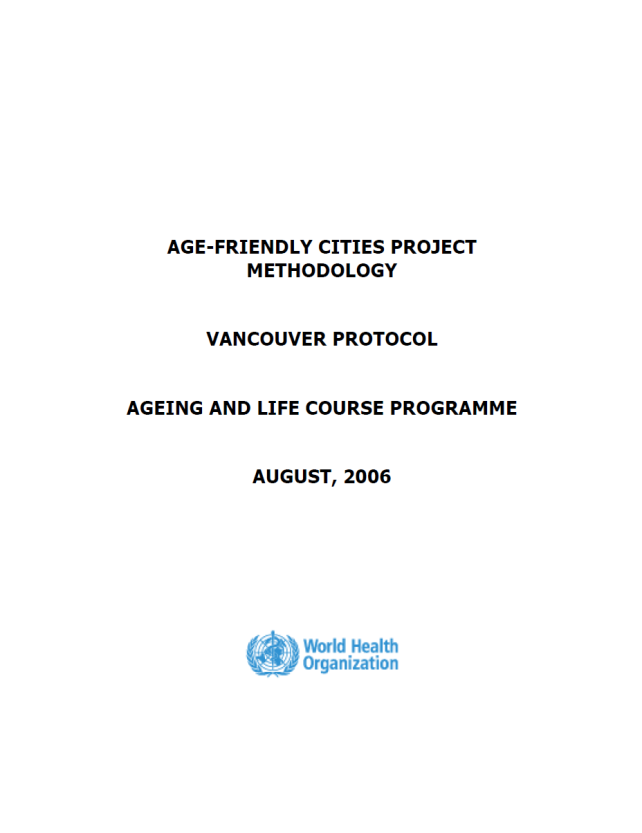 AGE-FRIENDLY CITIES PROJECT
METHODOLOGY
VANCOUVER PROTOCOL
AGEING AND LIFE COURSE PROGRAMME
AUGUST, 2006
World Health
Organization